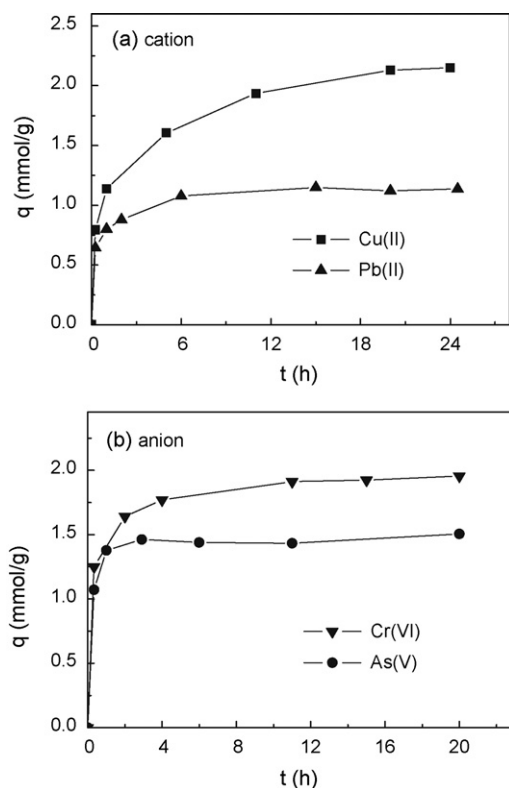 (a) cation
2.5
2.0
1.5
1.0
0.5
0.0
q (mmol/g)
Cu(II)
Pb(II)
0 6 12 18 24
t (h)
(b) anion
2.0
1.5
1.0
0.5
0.0
q (mmol/g)
Cr(VI)
As(V)
0 4 8 12 16 20
t (h)